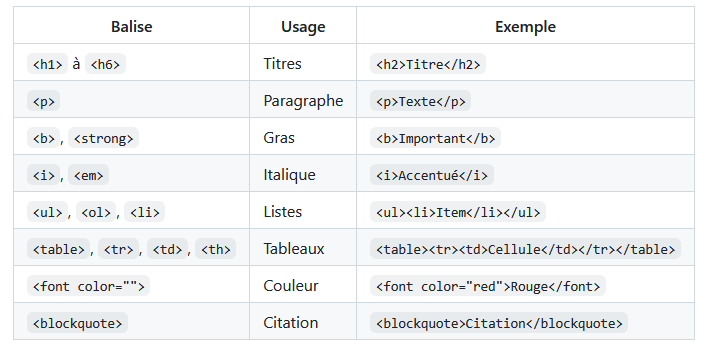 Balise Usage Exemple
<h1> à <h6> Titres <h2>Titre</h2>
<p> Paragraphe <p>Texte</p>
<b>, <strong> Gras <b>Important</b>
<i>, <em> Italique <i>Accentué</i>
<ul>, <ol>, <li> Listes <ul><li>Item</li></ul>
<table>, <tr>, <td>, <th> Tableaux <table><tr><td>Cellule</td></tr></table>
<font color=""> Couleur <font color="red">Rouge</font>
<blockquote> Citation <blockquote>Citation</blockquote>